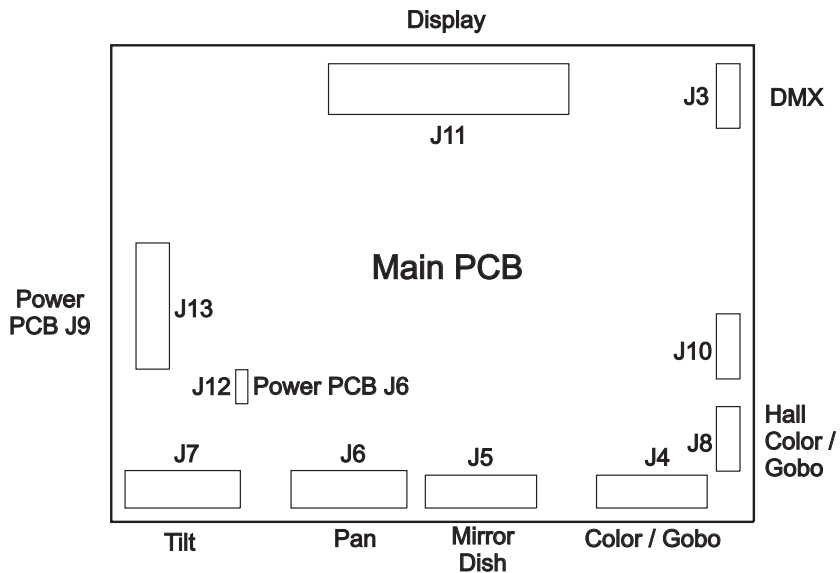 Display
J3
DMX
J11
Main PCB
Power
PCB J9
J13
J10
J12
Power PCB J6
Hall
Color /
Gobo
J8
J7
J6
J5
J4
Tilt
Pan
Mirror
Dish
Color / Gobo